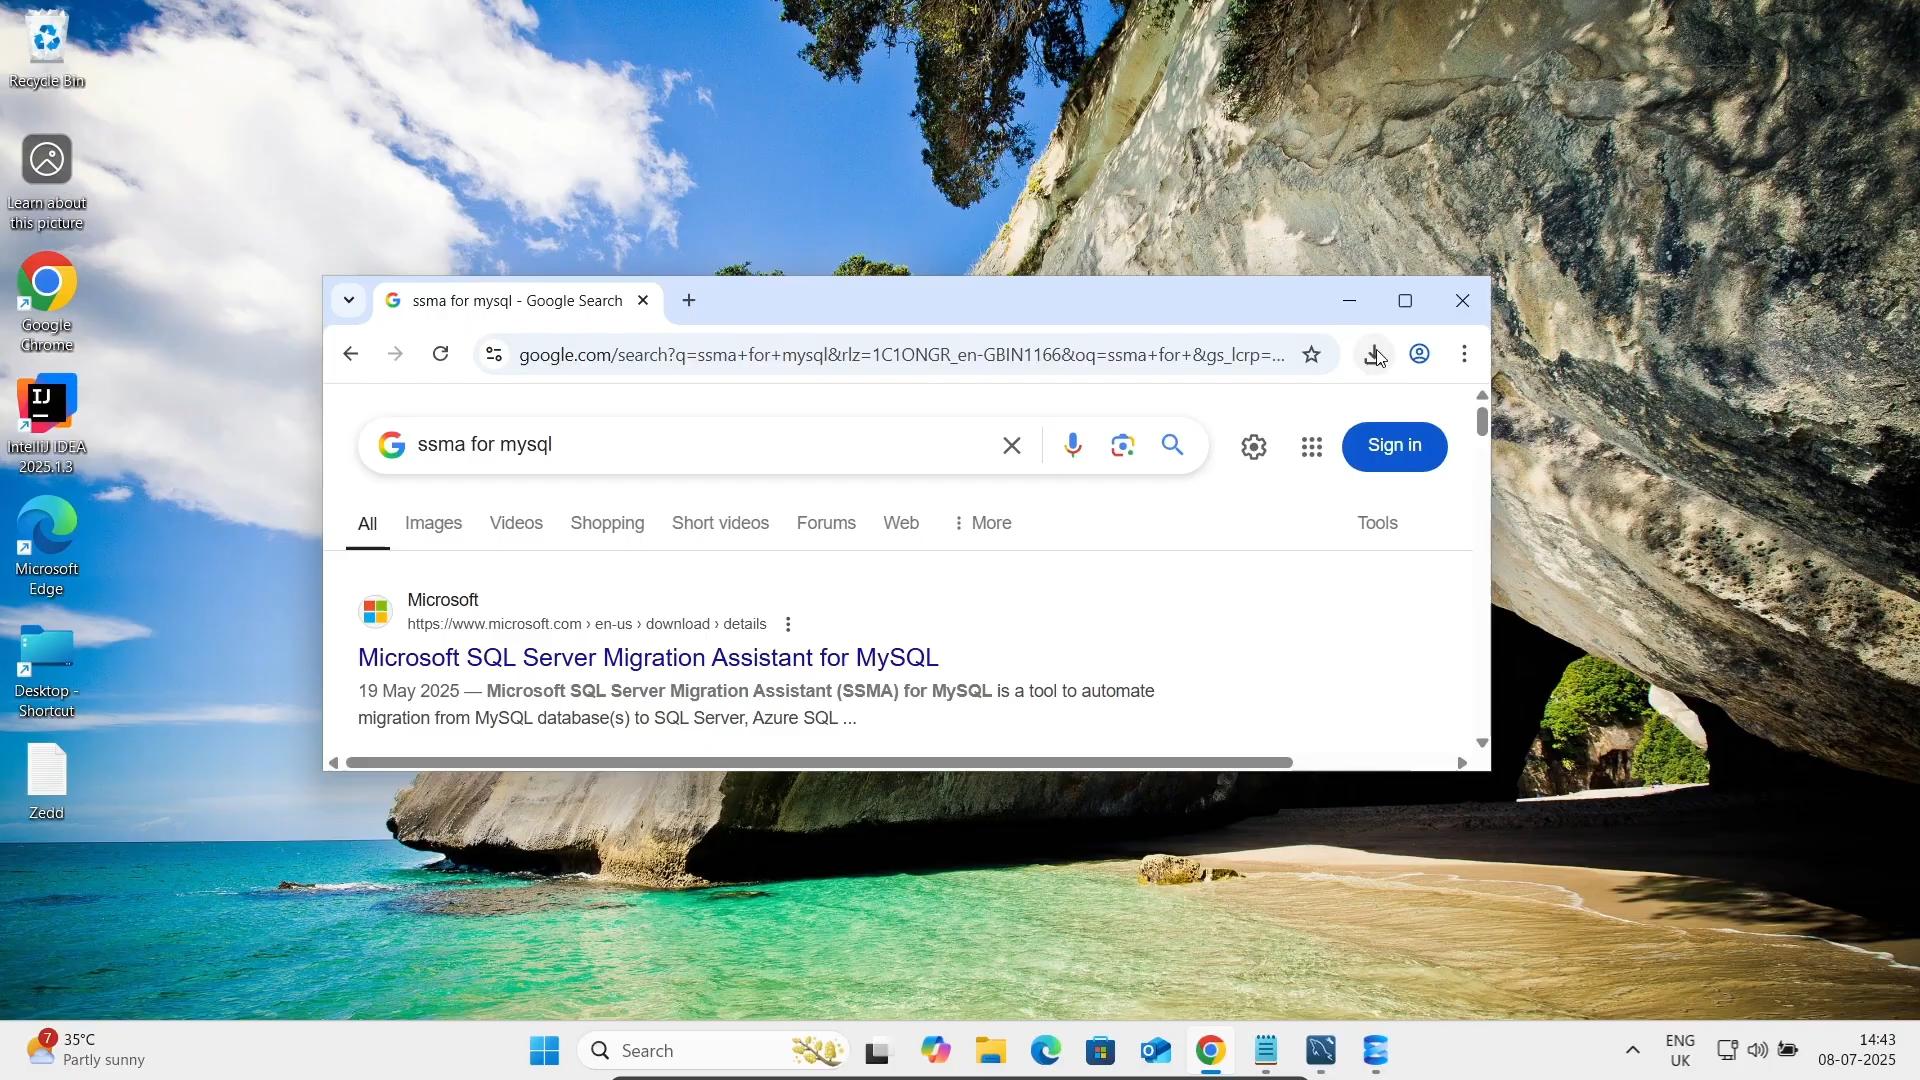 Recycle Bin
Learn about
this picture
Google
Chrome
IJ
IntelliJ IDEA
2025.1.3
Microsoft
Edge
Desktop -
Shortcut
Zedd
ssma for mysql - Google Search
google.com/search?q=ssma+for+mysql&rlz=1C1ONGR_en-GBIN1166&oq=ssma+for+&gs_lcrp=...
ssma for mysql
Sign in
All Images Videos Shopping Short videos Forums Web More Tools
Microsoft
https://www.microsoft.com › en-us › download › details
Microsoft SQL Server Migration Assistant for MySQL
19 May 2025 — Microsoft SQL Server Migration Assistant (SSMA) for MySQL is a tool to automate
migration from MySQL database(s) to SQL Server, Azure SQL ...
7
35°C
Partly sunny
Search
ENG
UK
14:43
08-07-2025